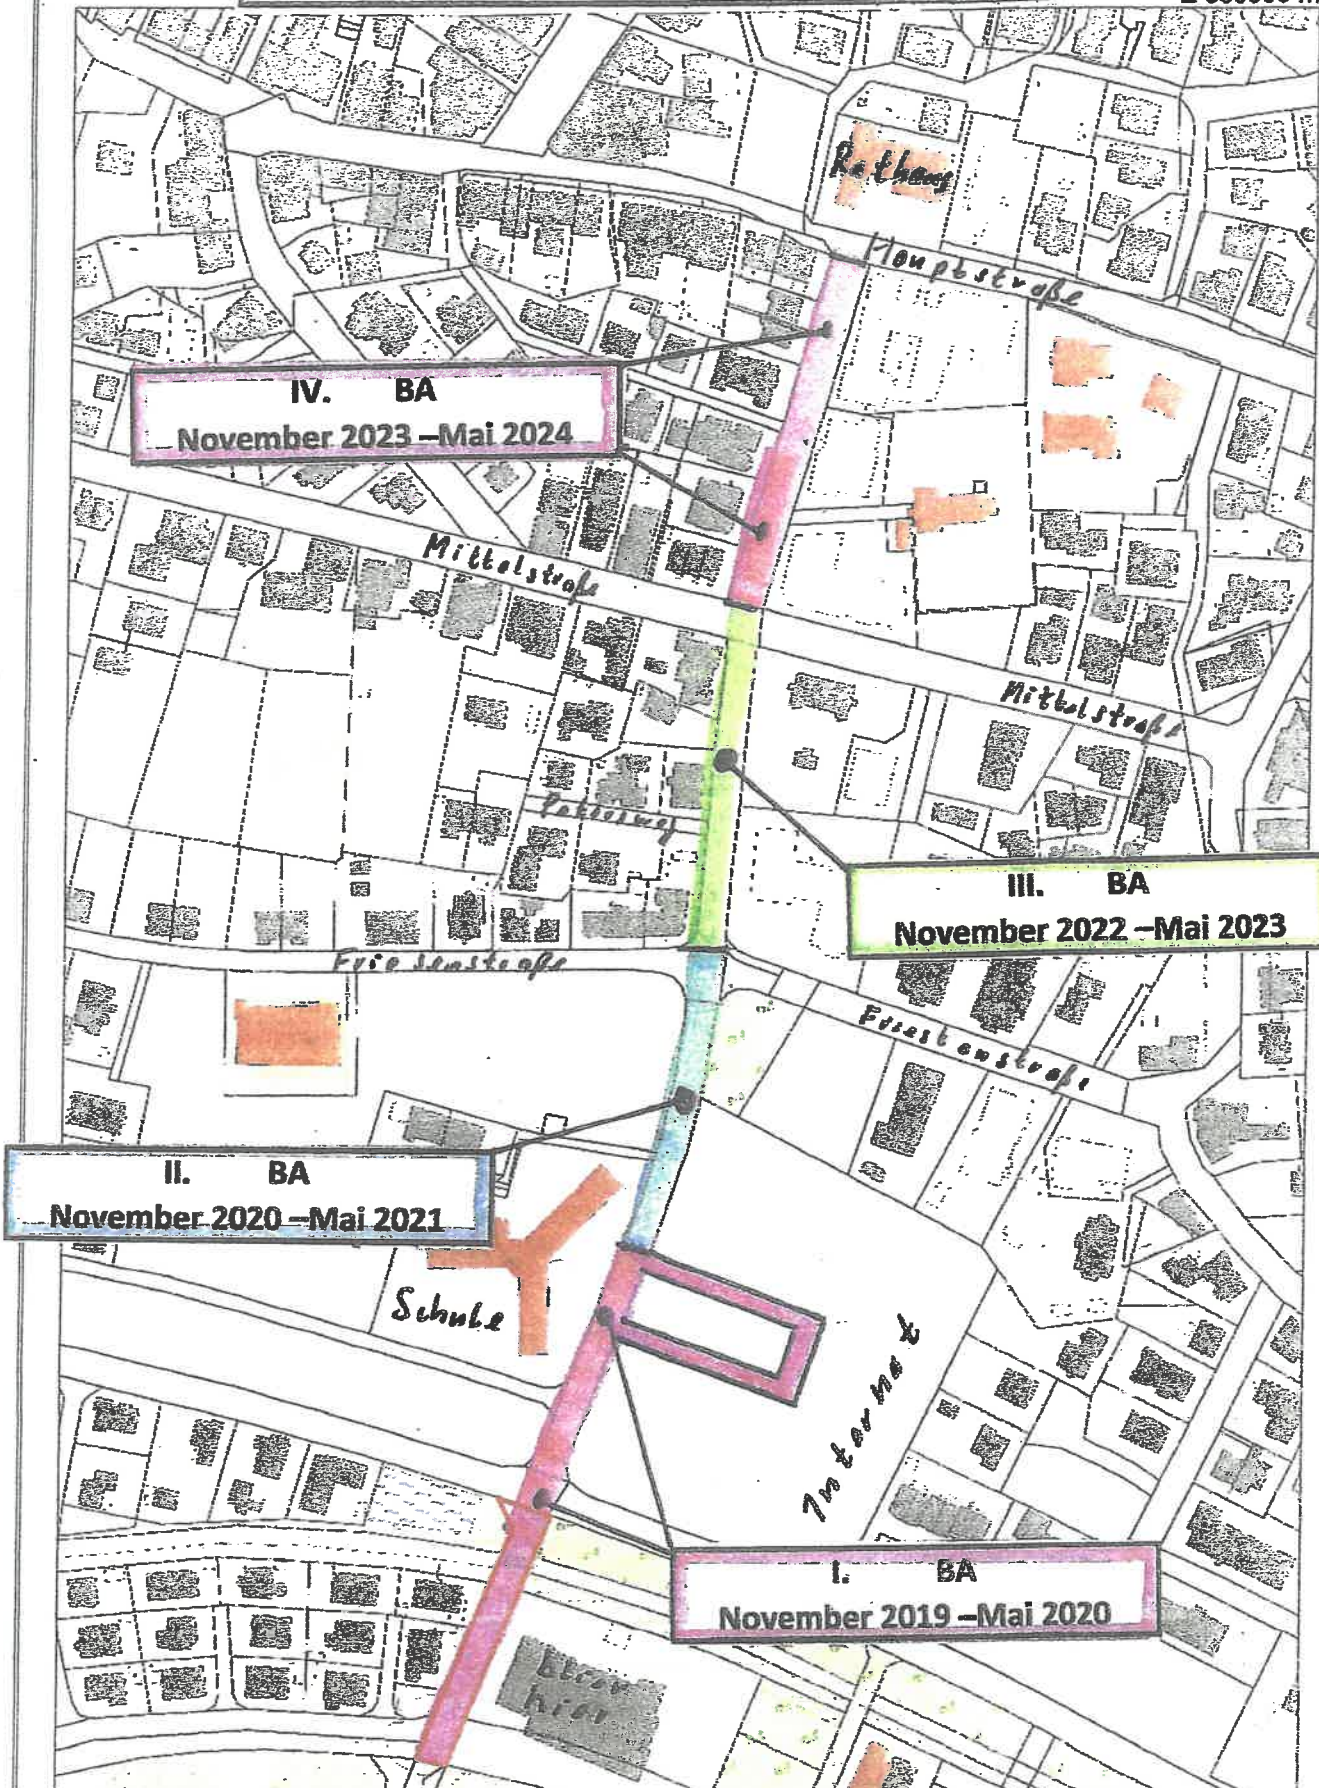 Rathaus
Hauptstraße
IV. BA
November 2023 –Mai 2024
Mittelstraße
Mittelstraße
III. BA
November 2022 –Mai 2023
Friesenstraße
Friesenstraße
II. BA
November 2020 –Mai 2021
Schule
Internat
I. BA
November 2019 –Mai 2020